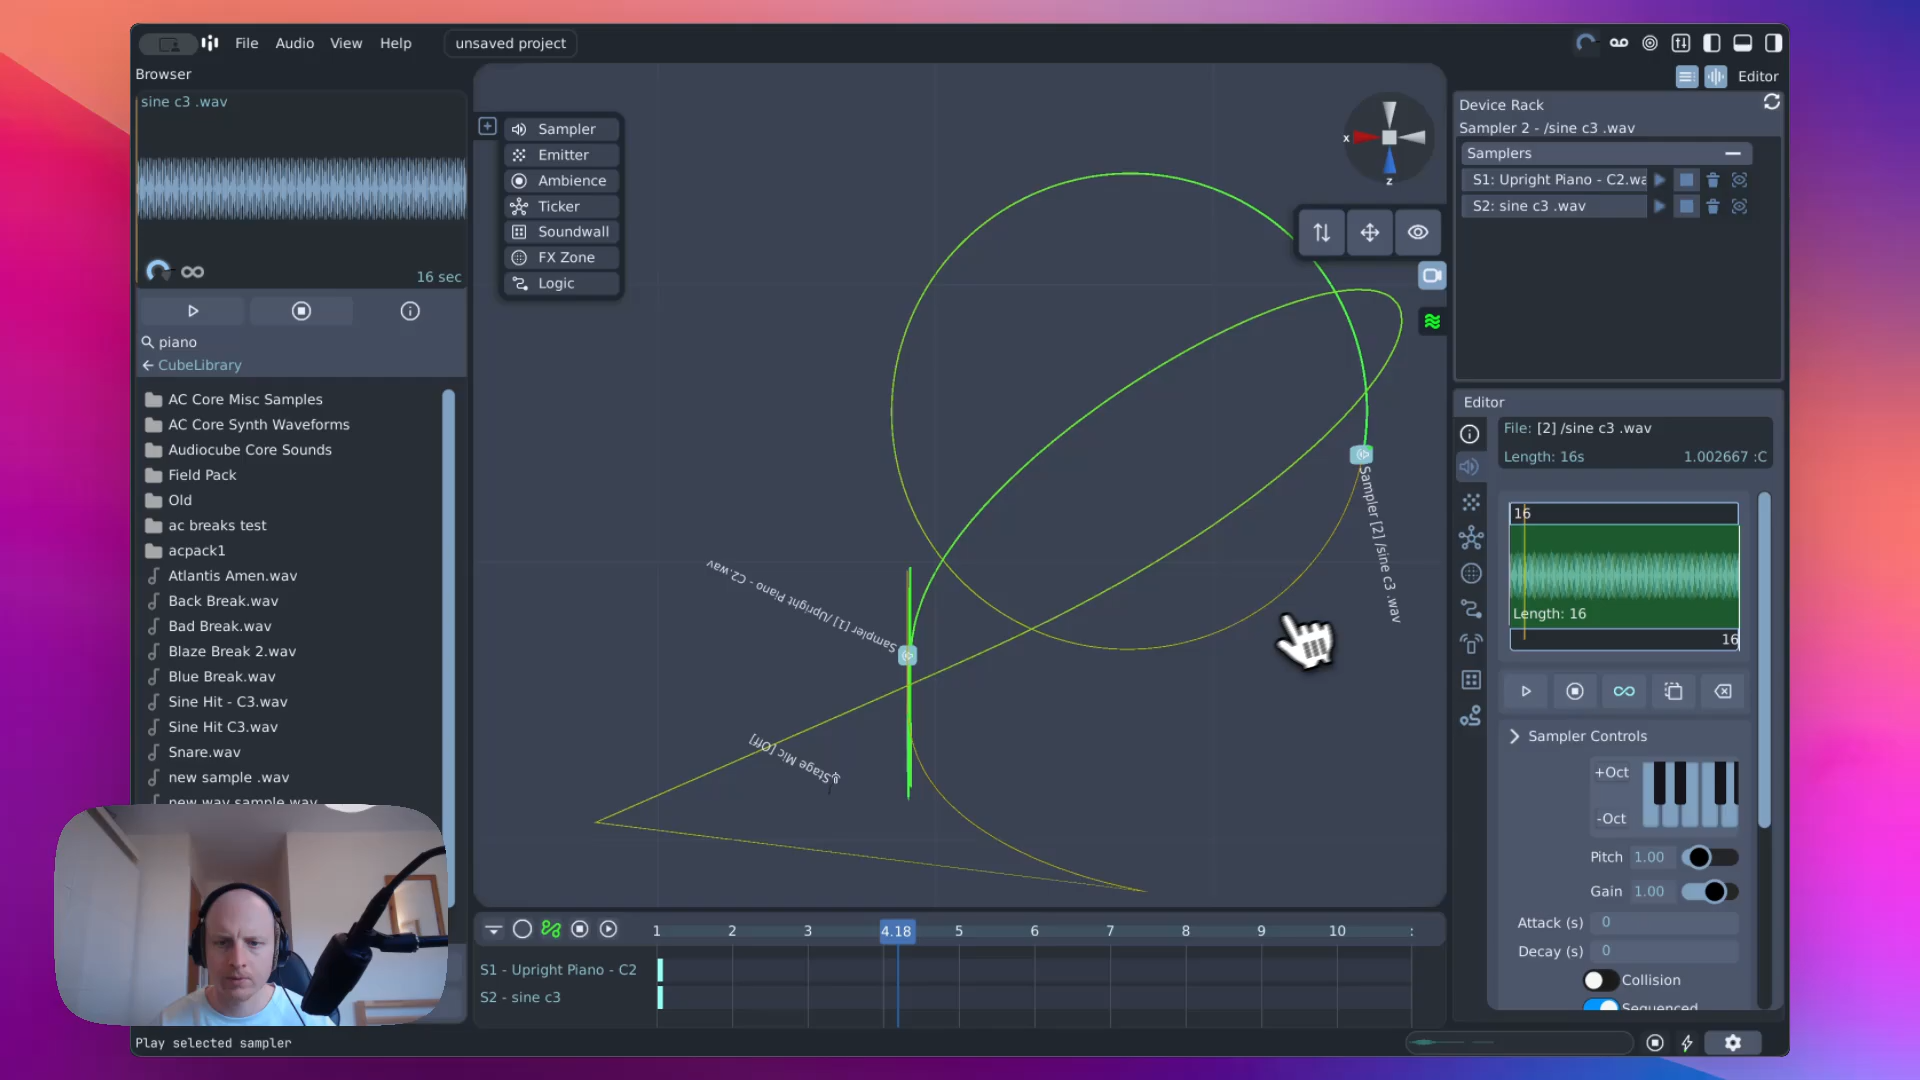 File Audio View Help unsaved project
Browser
sine c3 .wav
16 sec
piano
CubeLibrary
AC Core Misc Samples
AC Core Synth Waveforms
Audiocube Core Sounds
Field Pack
Old
ac breaks test
acpack1
Atlantis Amen.wav
Back Break.wav
Bad Break.wav
Blaze Break 2.wav
Blue Break.wav
Sine Hit - C3.wav
Sine Hit C3.wav
Snare.wav
new sample .wav
new wav sample.wav
Play selected sampler
Sampler
Emitter
Ambience
Ticker
Soundwall
FX Zone
Logic
x
z
Sampler [2] /sine c3 .wav
Sampler [1] /Upright Piano - C2.wav
Stage Mic [Off]
1 2 3 4.18 5 6 7 8 9 10 :
S1 - Upright Piano - C2
S2 - sine c3
Editor
Device Rack
Sampler 2 - /sine c3 .wav
Samplers
S1: Upright Piano - C2.wa
S2: sine c3 .wav
Editor
File: [2] /sine c3 .wav
Length: 16s 1.002667 :C
16
Length: 16
16
Sampler Controls
+Oct
-Oct
Pitch 1.00
Gain 1.00
Attack (s) 0
Decay (s) 0
Collision
Sequenced